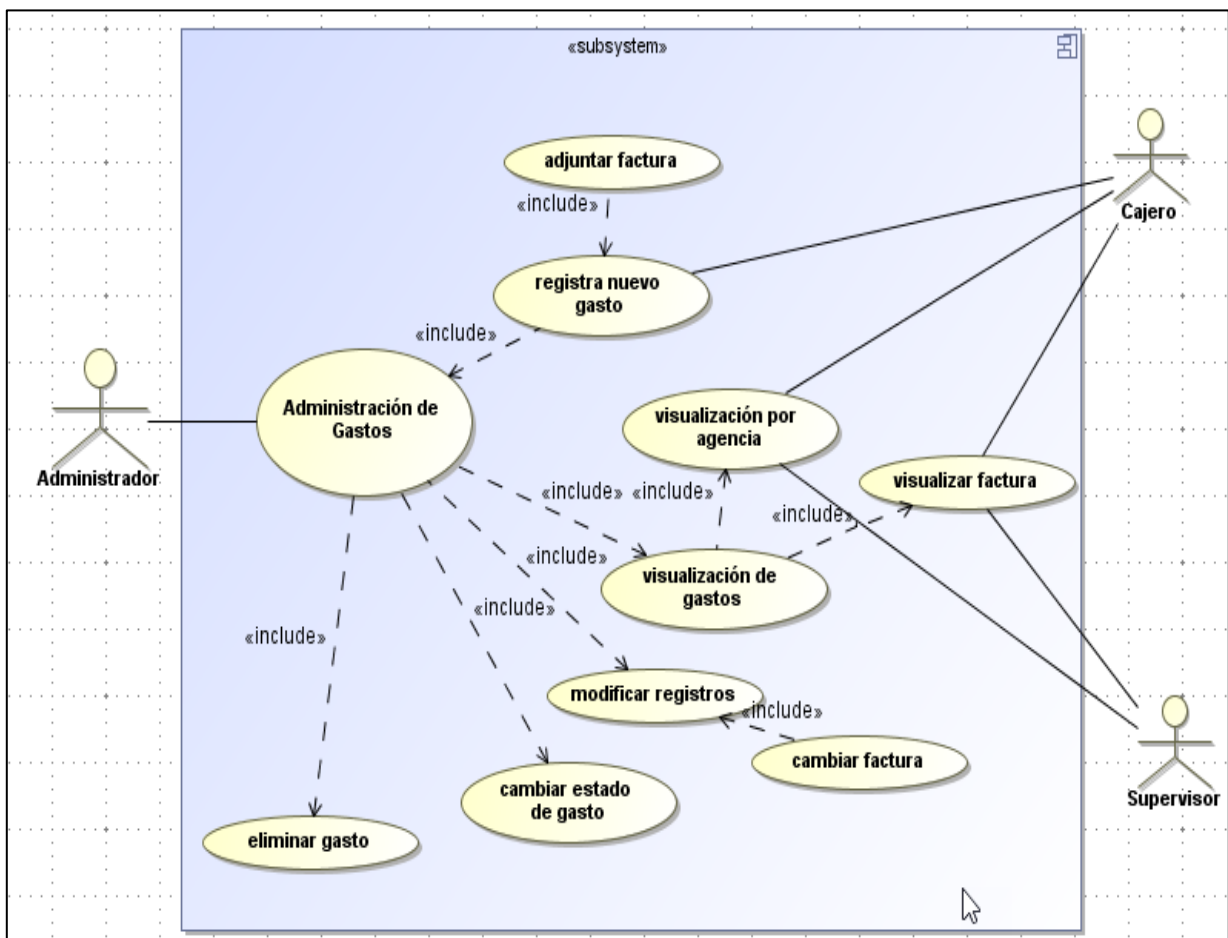 «subsystem»
adjuntar factura
«include»
Cajero
registra nuevo
gasto
«include»
Administración de
Gastos
visualización por
agencia
Administrador
visualizar factura
«include»
«include»
«include»
«include»
visualización de
gastos
«include»
«include»
modificar registros
«include»
cambiar factura
cambiar estado
de gasto
Supervisor
eliminar gasto